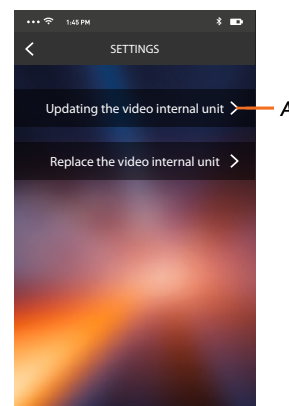 1:45 PM
SETTINGS
Updating the video internal unit
A
Replace the video internal unit